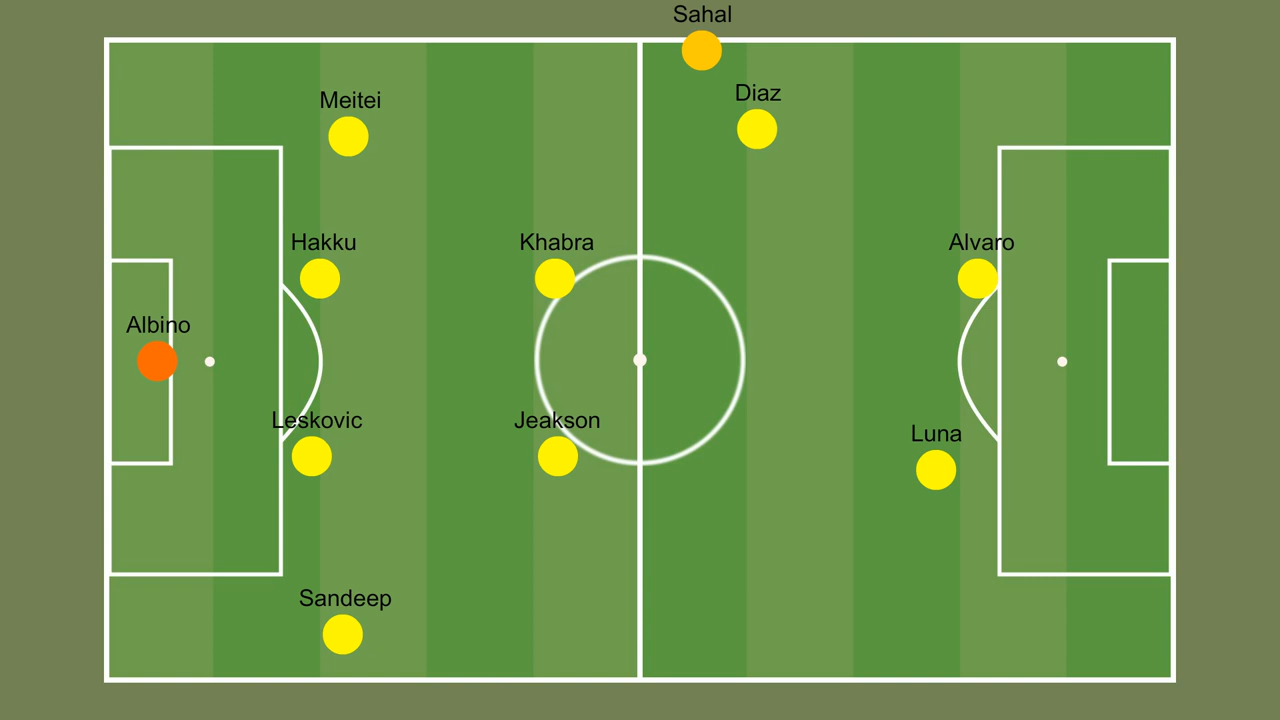 Sahal
Diaz
Meitei
Hakku
Khabra
Alvaro
Albino
Leskovic
Jeakson
Luna
Sandeep